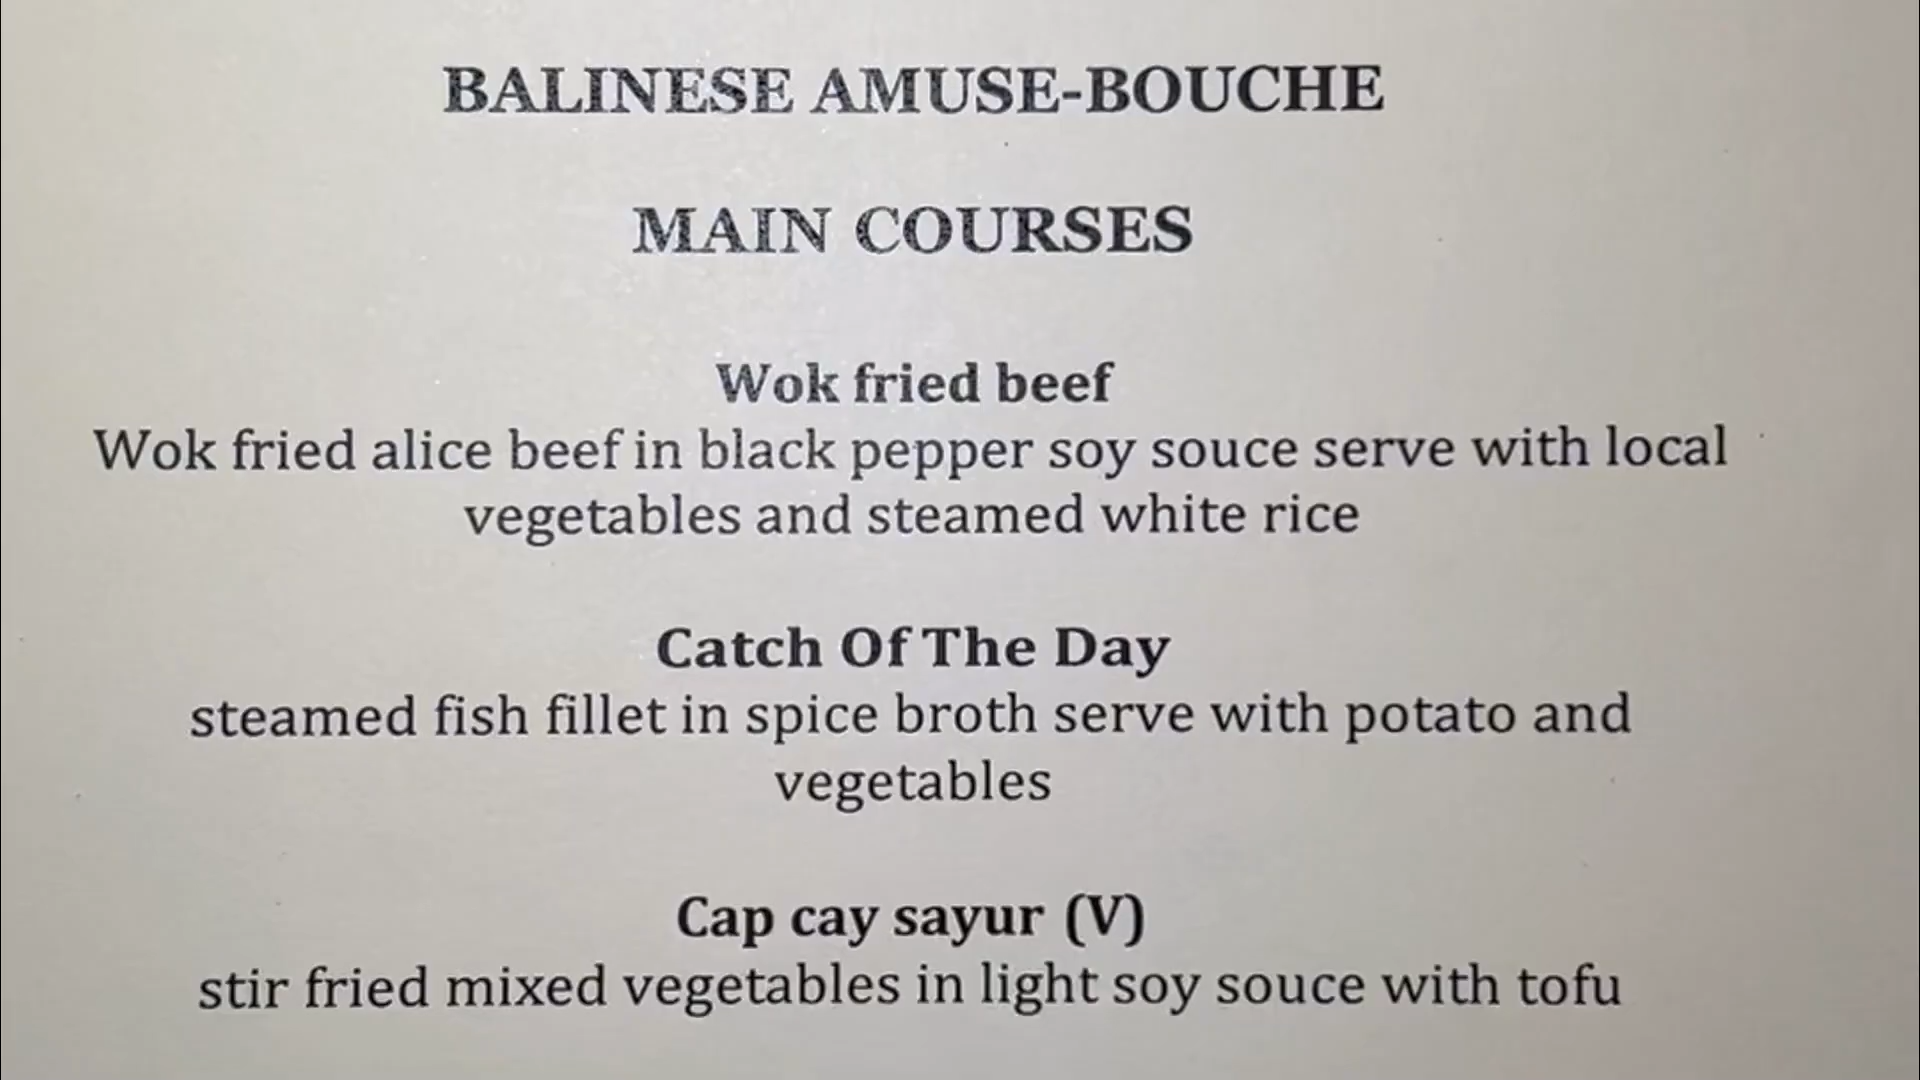 BALINESE AMUSE-BOUCHE
MAIN COURSES
Wok fried beef
Wok fried alice beef in black pepper soy souce serve with local
vegetables and steamed white rice
Catch Of The Day
steamed fish fillet in spice broth serve with potato and
vegetables
Cap cay sayur (V)
stir fried mixed vegetables in light soy souce with tofu